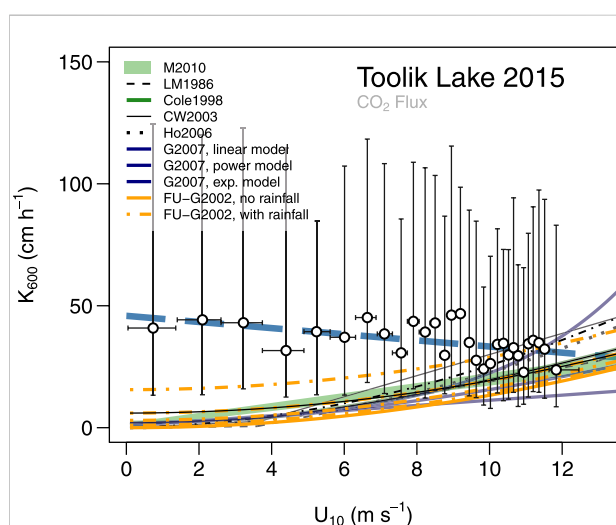 150
100
50
0
K600 (cm h−1)
M2010
LM1986
Cole1998
CW2003
Ho2006
G2007, linear model
G2007, power model
G2007, exp. model
FU−G2002, no rainfall
FU−G2002, with rainfall
Toolik Lake 2015
CO2 Flux
0 2 4 6 8 10 12
U10 (m s−1)